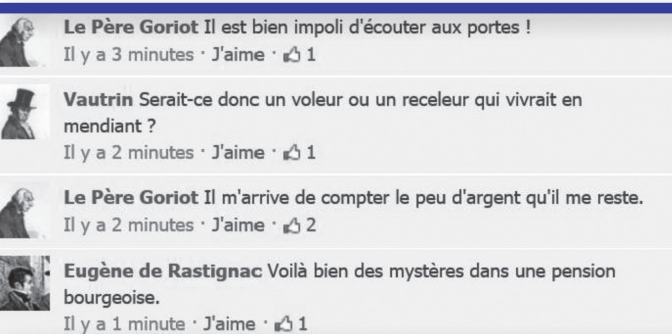 Le Père Goriot Il est bien impoli d'écouter aux portes !
Il y a 3 minutes · J'aime · 1
Vautrin Serait-ce donc un voleur ou un receleur qui vivrait en
mendiant ?
Il y a 2 minutes · J'aime · 1
Le Père Goriot Il m'arrive de compter le peu d'argent qu'il me reste.
Il y a 2 minutes · J'aime · 2
Eugène de Rastignac Voilà bien des mystères dans une pension
bourgeoise.
Il y a 1 minute · J'aime · 1